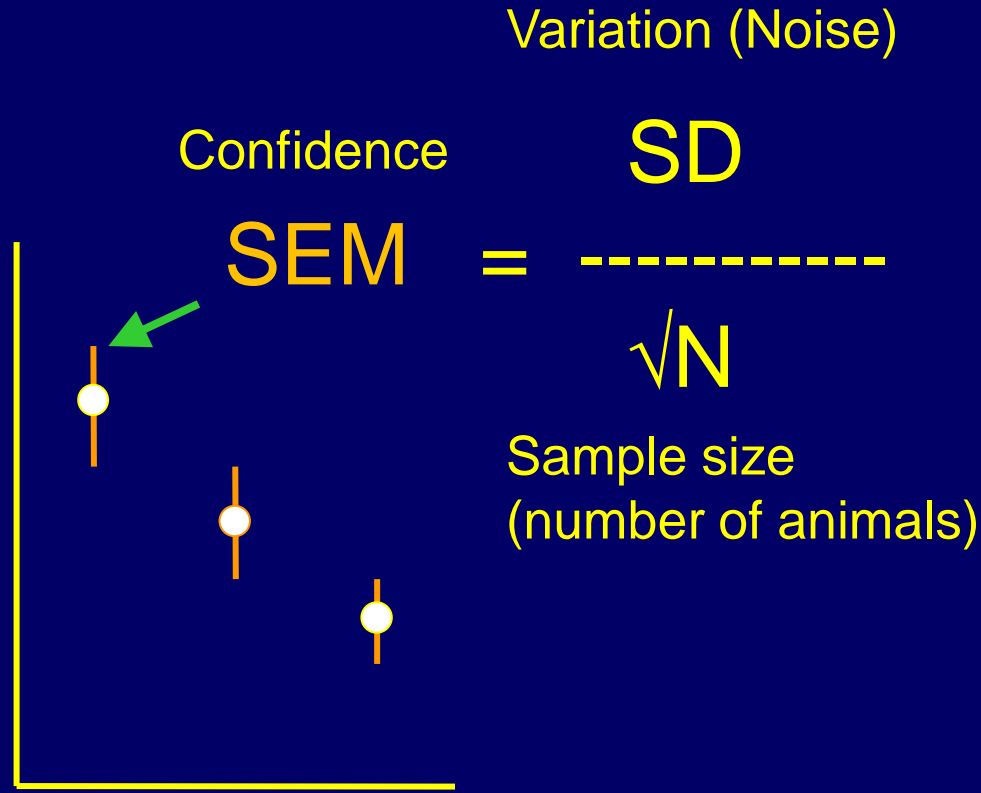 Variation (Noise)
Confidence
SD
SEM = -----------
√N
Sample size
(number of animals)